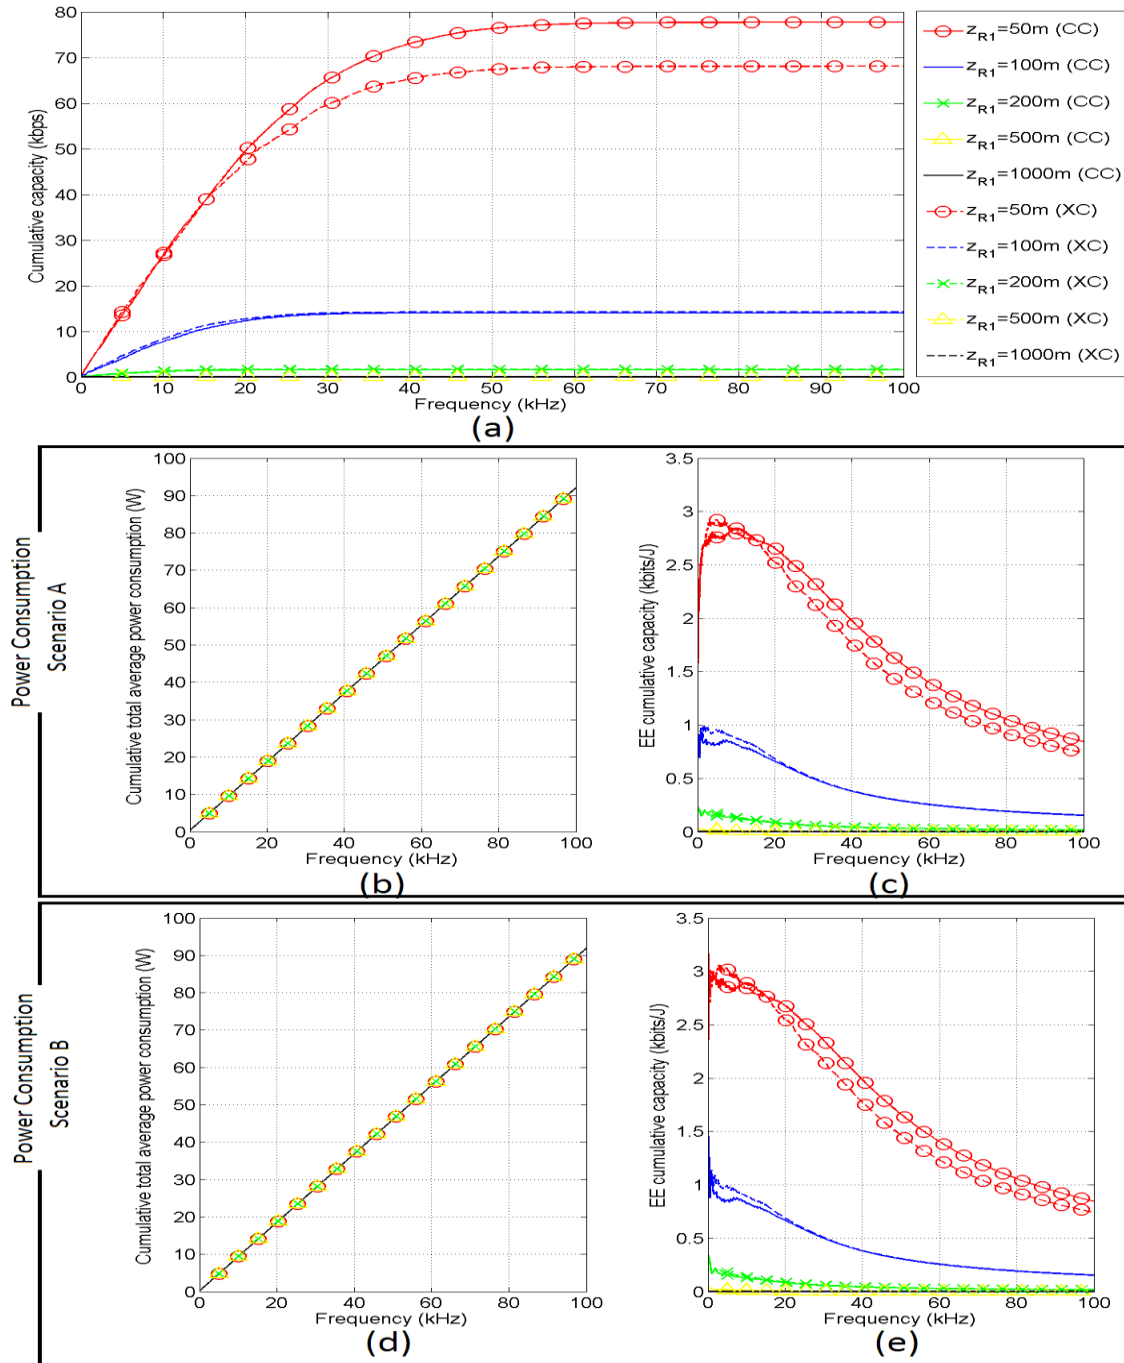 80
70
60
50
40
30
20
10
0
0 10 20 30 40 50 60 70 80 90 100
Cumulative capacity (kbps)
Frequency (kHz)
(a)
zR1=50m (CC)
zR1=100m (CC)
zR1=200m (CC)
zR1=500m (CC)
zR1=1000m (CC)
zR1=50m (XC)
zR1=100m (XC)
zR1=200m (XC)
zR1=500m (XC)
zR1=1000m (XC)
Power Consumption
Scenario A
Cumulative total average power consumption (W)
100
90
80
70
60
50
40
30
20
10
0
0 20 40 60 80 100
Frequency (kHz)
(b)
EE cumulative capacity (kbits/J)
3.5
3
2.5
2
1.5
1
0.5
0
0 20 40 60 80 100
Frequency (kHz)
(c)
Power Consumption
Scenario B
Cumulative total average power consumption (W)
100
90
80
70
60
50
40
30
20
10
0
0 20 40 60 80 100
Frequency (kHz)
(d)
EE cumulative capacity (kbits/J)
3.5
3
2.5
2
1.5
1
0.5
0
0 20 40 60 80 100
Frequency (kHz)
(e)